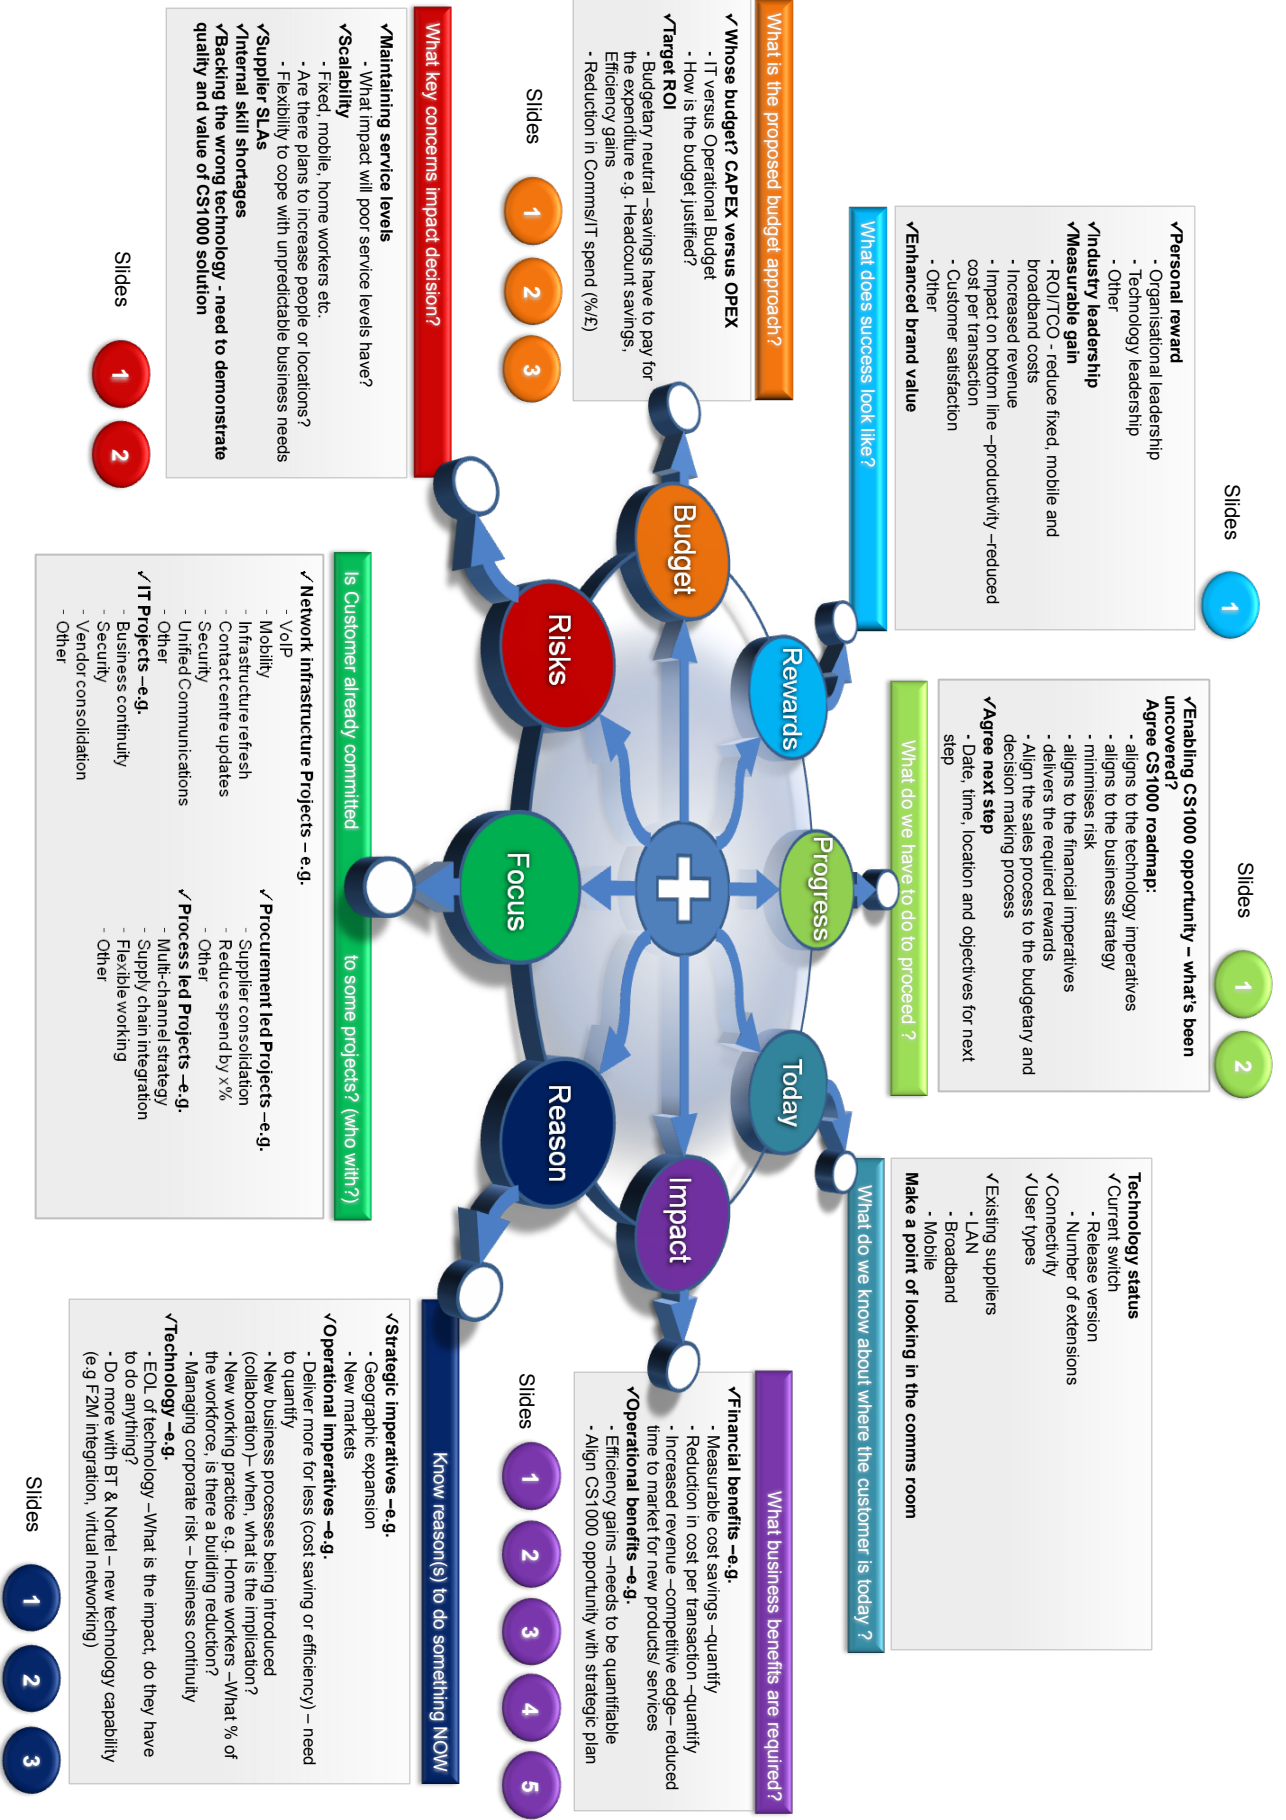 Slides
1
✓Personal reward
- Organisational leadership
- Technology leadership
- Other
✓Industry leadership
✓Measurable gain
- ROI/TCO - reduce fixed, mobile and
broadband costs
- Increased revenue
- Impact on bottom line –productivity –reduced
cost per transaction
- Customer satisfaction
- Other
✓Enhanced brand value
What does success look like?
Slides
1
2
✓Enabling CS1000 opportunity – what's been
uncovered?
Agree CS1000 roadmap:
- aligns to the technology imperatives
- aligns to the business strategy
- minimises risk
- aligns to the financial imperatives
- delivers the required rewards
- Align the sales process to the budgetary and
decision making process
✓Agree next step
- Date, time, location and objectives for next
step
What do we have to do to proceed ?
Technology status
✓Current switch
- Release version
- Number of extensions
✓Connectivity
✓User types
✓Existing suppliers
- LAN
- Broadband
- Mobile
Make a point of looking in the comms room
What do we know about where the customer is today ?
What is the proposed budget approach?
✓Whose budget? CAPEX versus OPEX
- IT versus Operational Budget
- How is the budget justified?
✓Target ROI
- Budgetary neutral –savings have to pay for
the expenditure e.g. Headcount savings,
Efficiency gains
- Reduction in Comms/IT spend (%/£)
Slides
1
2
3
Progress
Rewards
Today
Budget
Impact
Risks
Reason
Focus
What business benefits are required?
✓Financial benefits –e.g.
- Measurable cost savings –quantify
- Reduction in cost per transaction –quantify
- Increased revenue –competitive edge– reduced
time to market for new products/ services
✓Operational benefits –e.g.
- Efficiency gains –needs to be quantifiable
- Align CS1000 opportunity with strategic plan
Slides
1
2
3
4
5
What key concerns impact decision?
✓Maintaining service levels
- What impact will poor service levels have?
✓Scalability
- Fixed, mobile, home workers etc.
- Are there plans to increase people or locations?
- Flexibility to cope with unpredictable business needs
✓Supplier SLAs
✓Internal skill shortages
✓Backing the wrong technology - need to demonstrate
quality and value of CS1000 solution
Slides
1
2
Is Customer already committed to some projects? (who with?)
✓ Network infrastructure Projects – e.g.
- VoIP
- Mobility
- Infrastructure refresh
- Contact centre updates
- Security
- Unified Communications
- Other
✓ IT Projects –e.g.
- Business continuity
- Security
- Vendor consolidation
- Other
✓ Procurement led Projects –e.g.
- Supplier consolidation
- Reduce spend by x%
- Other
✓ Process led Projects –e.g.
- Multi-channel strategy
- Supply chain integration
- Flexible working
- Other
Know reason(s) to do something NOW
✓Strategic imperatives –e.g.
- Geographic expansion
- New markets
✓Operational imperatives –e.g.
- Deliver more for less (cost saving or efficiency) – need
to quantify
- New business processes being introduced
(collaboration)– when, what is the implication?
- New working practice e.g. Home workers –What % of
the workforce, is there a building reduction?
- Managing corporate risk – business continuity
✓Technology –e.g.
- EOL of technology –What is the impact, do they have
to do anything?
- Do more with BT & Nortel – new technology capability
(e.g F2M integration, virtual networking)
Slides
1
2
3